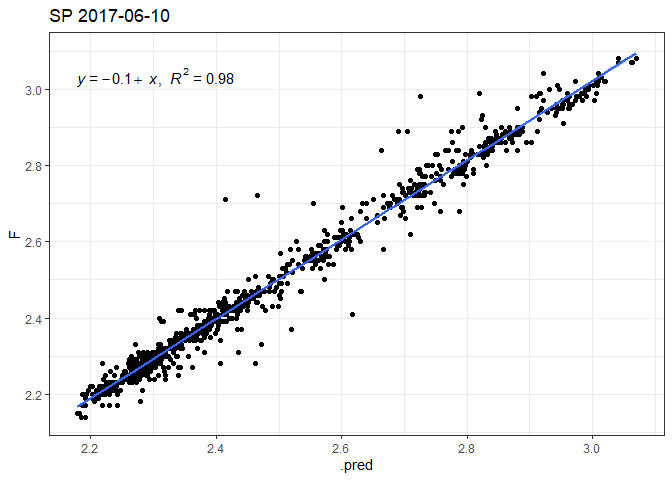 SP 2017-06-10
y = −0.1 + x, R² = 0.98
3.0
2.8
2.6
2.4
2.2
F
2.2 2.4 2.6 2.8 3.0
.pred